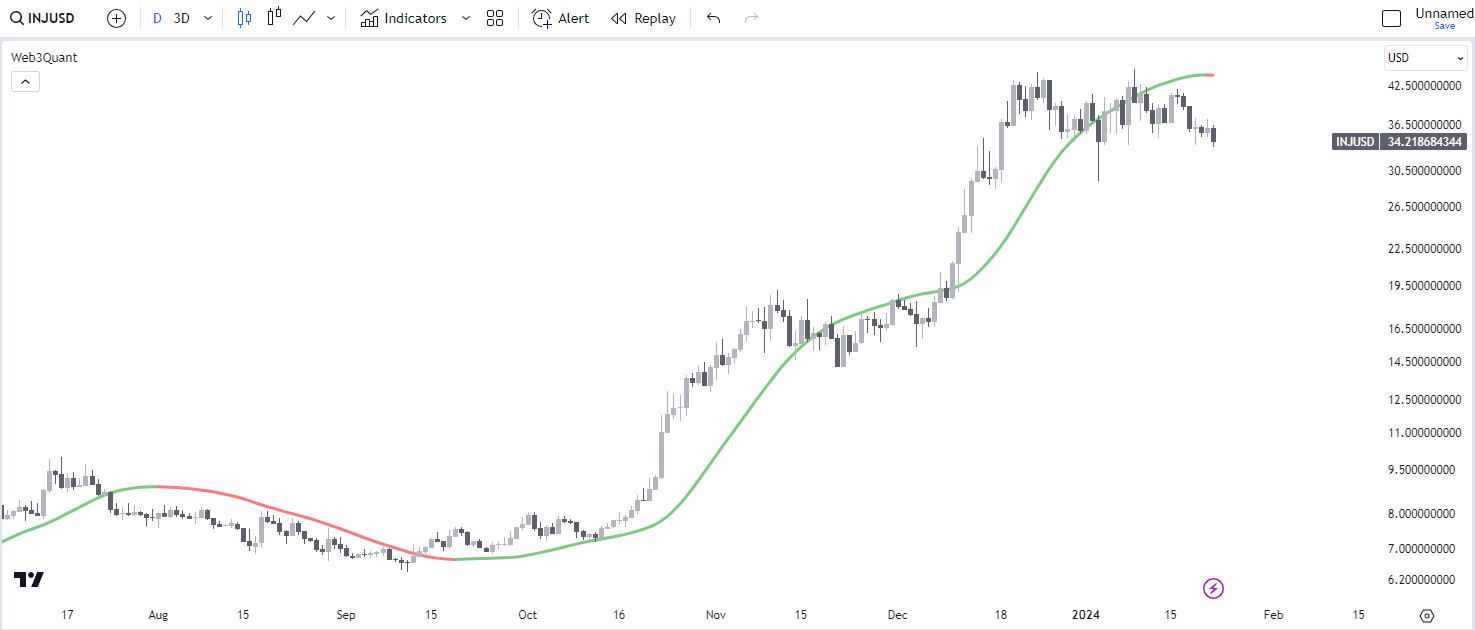 INJUSD D 3D Indicators Alert Replay Unnamed
Save
Web3Quant
USD
42.500000000
36.500000000
INJUSD 34.218684344
30.500000000
26.500000000
22.500000000
19.500000000
16.500000000
14.500000000
12.500000000
11.000000000
9.500000000
8.000000000
7.000000000
6.200000000
17 Aug 15 Sep 15 Oct 16 Nov 15 Dec 18 2024 15 Feb 15